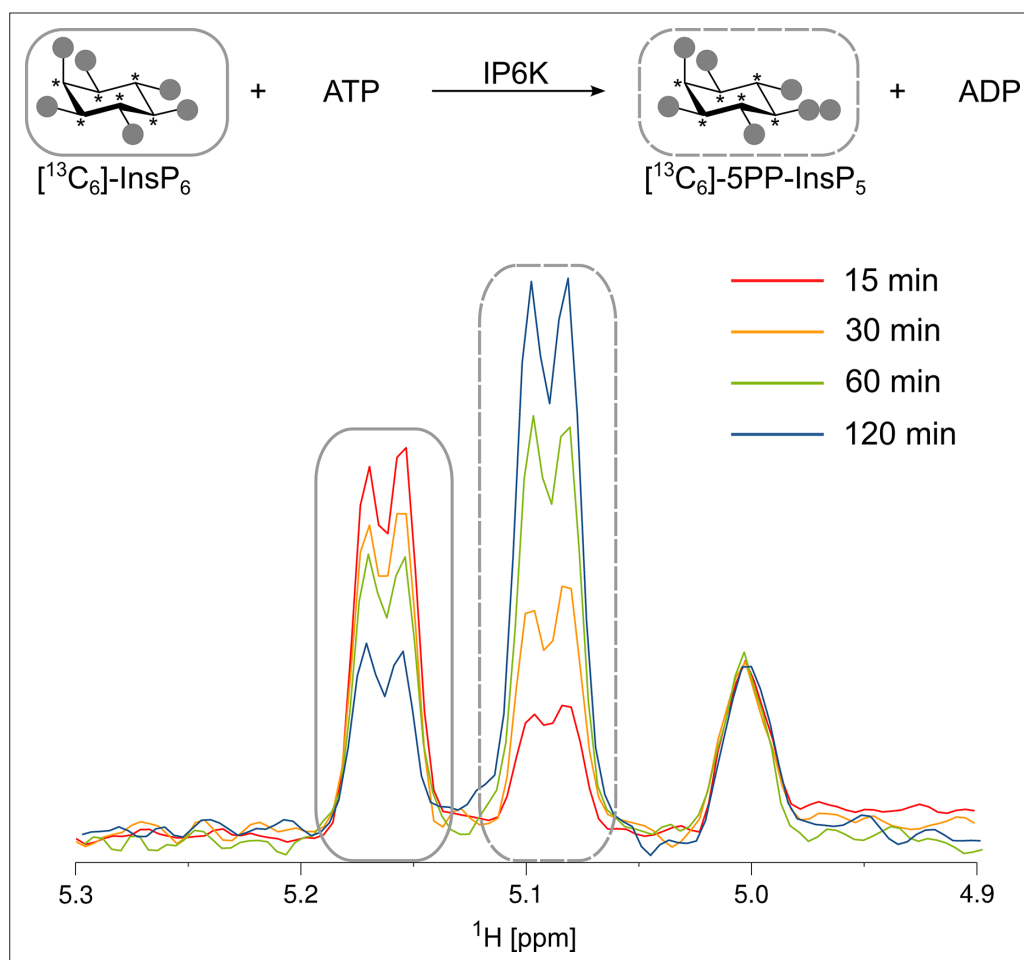 IP6K
* * * * * * + ATP * * * * * * + ADP
[¹³C₆]-InsP₆ [¹³C₆]-5PP-InsP₅
15 min
30 min
60 min
120 min
5.3 5.2 5.1 5.0 4.9
¹H [ppm]